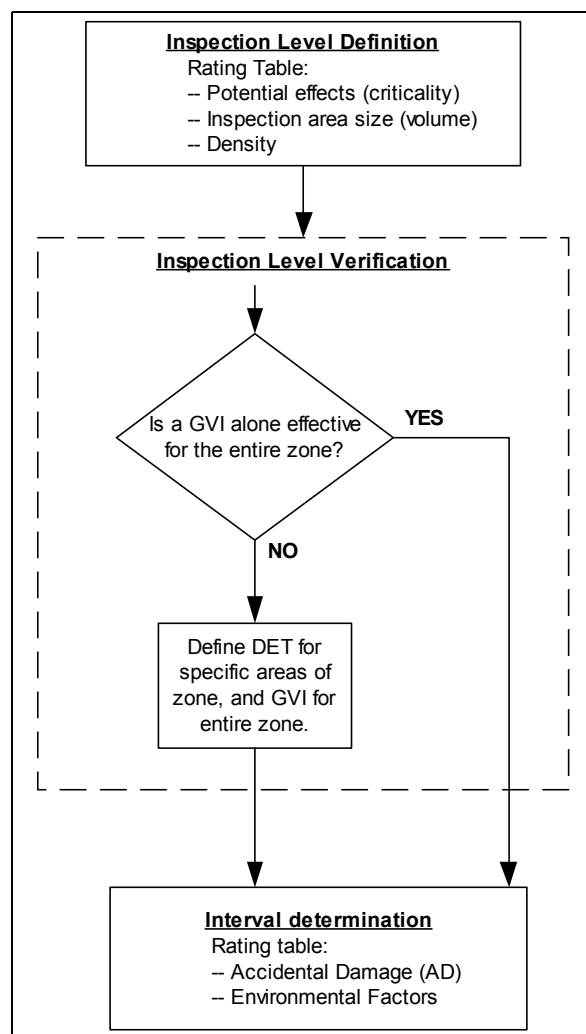 Inspection Level Definition
Rating Table:
-- Potential effects (criticality)
-- Inspection area size (volume)
-- Density
Inspection Level Verification
Is a GVI alone effective
for the entire zone?
YES
NO
Define DET for
specific areas of
zone, and GVI for
entire zone.
Interval determination
Rating table:
-- Accidental Damage (AD)
-- Environmental Factors